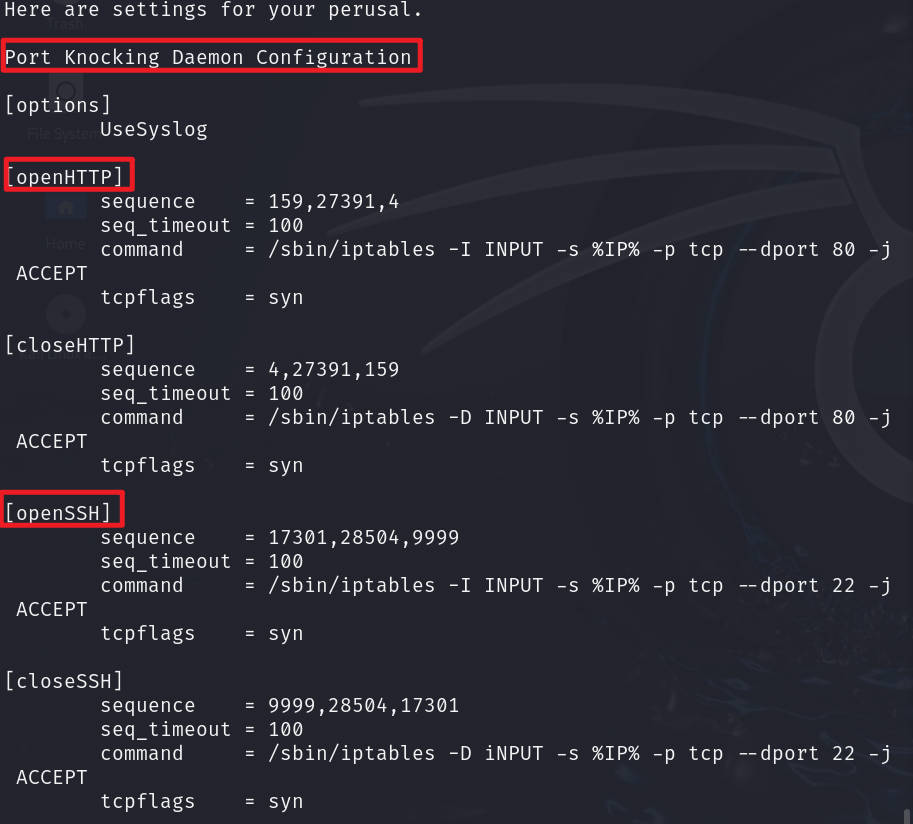 Here are settings for your perusal.
Port Knocking Daemon Configuration
[options]
UseSyslog
[openHTTP]
sequence    = 159,27391,4
seq_timeout = 100
command     = /sbin/iptables -I INPUT -s %IP% -p tcp --dport 80 -j
ACCEPT
tcpflags    = syn
[closeHTTP]
sequence    = 4,27391,159
seq_timeout = 100
command     = /sbin/iptables -D INPUT -s %IP% -p tcp --dport 80 -j
ACCEPT
tcpflags    = syn
[openSSH]
sequence    = 17301,28504,9999
seq_timeout = 100
command     = /sbin/iptables -I INPUT -s %IP% -p tcp --dport 22 -j
ACCEPT
tcpflags    = syn
[closeSSH]
sequence    = 9999,28504,17301
seq_timeout = 100
command     = /sbin/iptables -D iNPUT -s %IP% -p tcp --dport 22 -j
ACCEPT
tcpflags    = syn
Trash
File System
Home